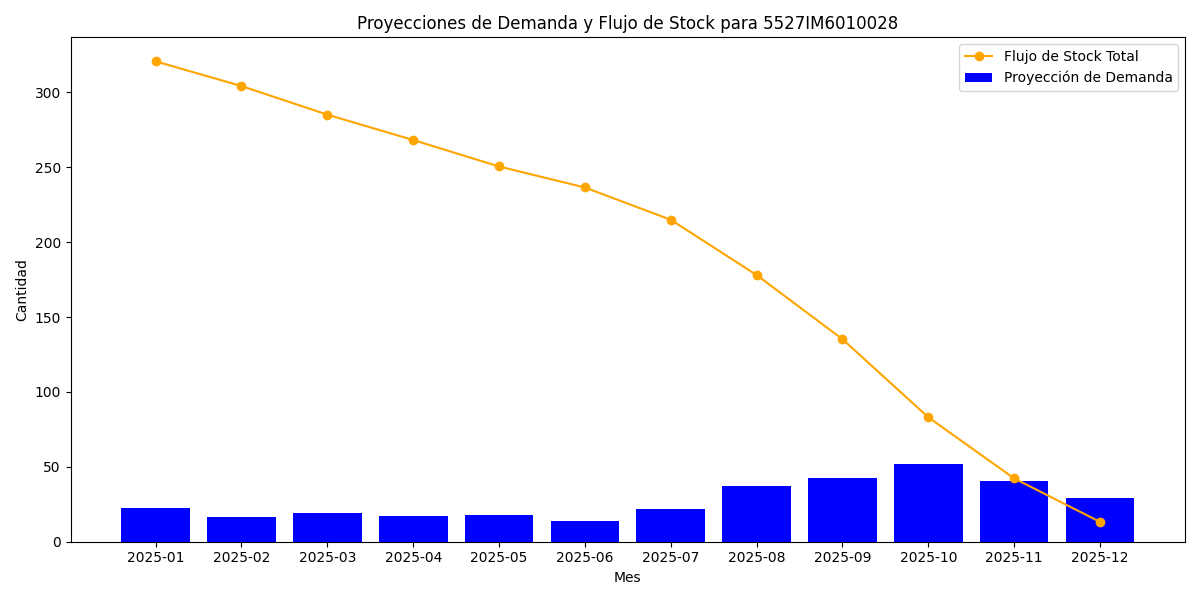 Proyecciones de Demanda y Flujo de Stock para 5527IM6010028
Flujo de Stock Total
Proyección de Demanda
Cantidad
300
250
200
150
100
50
0
2025-01 2025-02 2025-03 2025-04 2025-05 2025-06 2025-07 2025-08 2025-09 2025-10 2025-11 2025-12
Mes